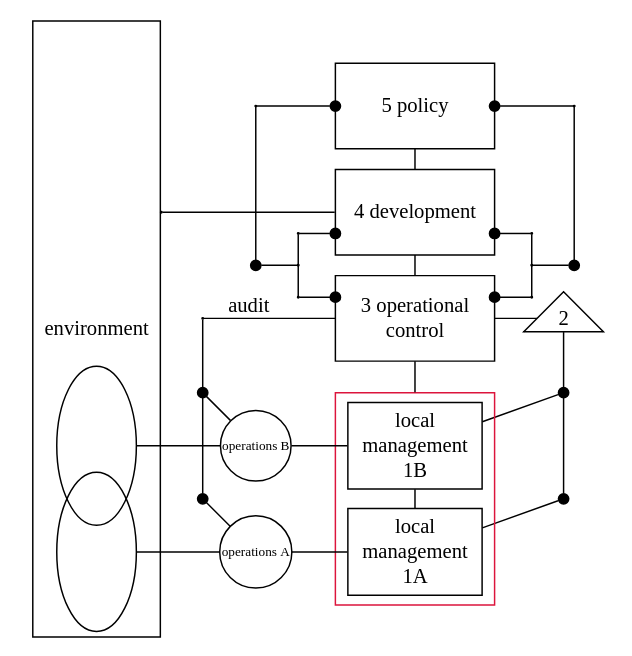 5 policy
4 development
audit
3 operational
control
2
environment
local
management
1B
operations B
local
management
1A
operations A